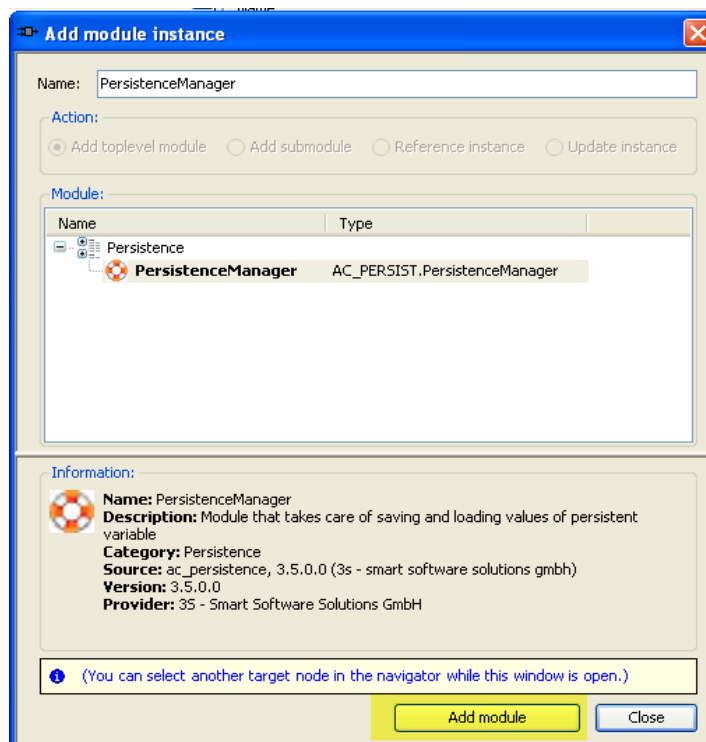 Name
Add module instance
Name: PersistenceManager
Action:
Add toplevel module Add submodule Reference instance Update instance
Module:
Name Type
Persistence
PersistenceManager AC_PERSIST.PersistenceManager
Information:
Name: PersistenceManager
Description: Module that takes care of saving and loading values of persistent
variable
Category: Persistence
Source: ac_persistence, 3.5.0.0 (3s - smart software solutions gmbh)
Version: 3.5.0.0
Provider: 3S - Smart Software Solutions GmbH
(You can select another target node in the navigator while this window is open.)
Add module Close